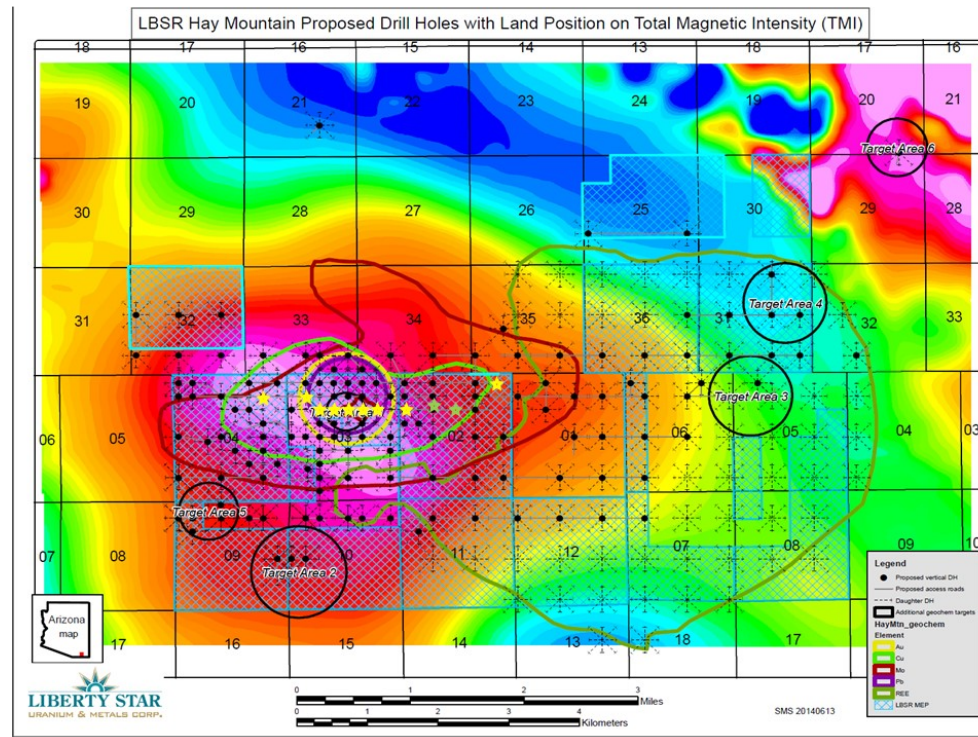 LBSR Hay Mountain Proposed Drill Holes with Land Position on Total Magnetic Intensity (TMI)
18 17 16 15 14 13 18 17 16
19 20 21 22 23 24 19 20 21
Target Area 6
30 29 28 27 26 25 30 29 28
31 32 33 34 35 36 31 32 33
Target Area 4
Target Area 3
06 05 04 03 02 01 06 05 04 03
Target Area 5
Target Area 2
07 08 09 10 11 12 07 08 09 10
17 16 15 14 13 18 17
Arizona
map
LIBERTY STAR
URANIUM & METALS CORP.
0 1 2 3
Miles
0 1 2 3 4
Kilometers
SMS 20140613
Legend
Proposed vertical DH
Proposed access roads
Daughter DH
Additional geochem targets
HayMtn_geochem
Element
Au
Cu
Mo
Pb
REE
LBSR MEP